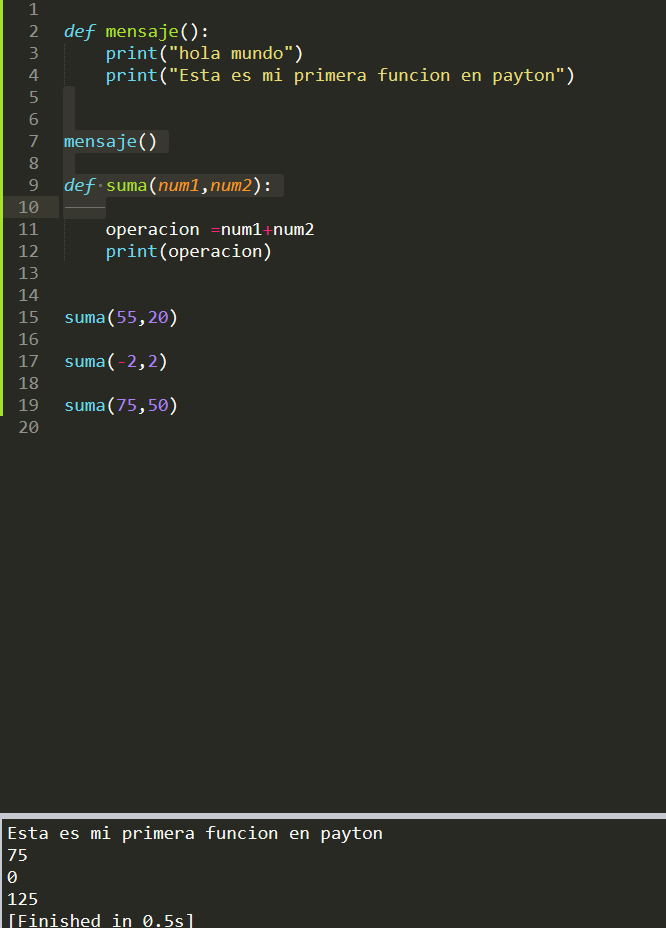 1
2 def mensaje():
3     print("hola mundo")
4     print("Esta es mi primera funcion en payton")
5
6
7 mensaje()
8
9 def suma(num1,num2):
10
11     operacion =num1+num2
12     print(operacion)
13
14
15 suma(55,20)
16
17 suma(-2,2)
18
19 suma(75,50)
20
Esta es mi primera funcion en payton
75
0
125
[Finished in 0.5s]